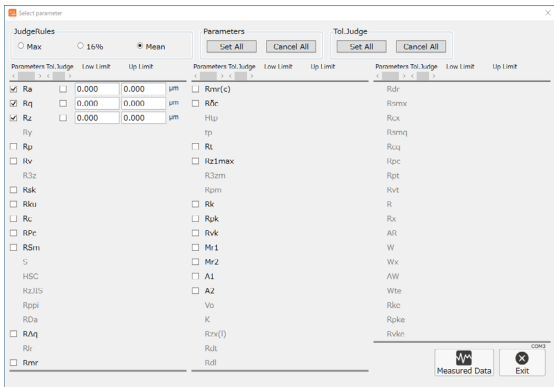 Select parameter
JudgeRules
Max
16%
Mean
Parameters
Set All
Cancel All
Tol.Judge
Set All
Cancel All
Parameters Tol.Judge Low Limit Up Limit
Ra 0.000 0.000 μm
Rq 0.000 0.000 μm
Rz 0.000 0.000 μm
Ry
Rp
Rv
R3z
Rsk
Rku
Rc
RPc
RSm
S
HSC
RzJIS
Rppi
RDa
RΔq
Rlr
Rmr
Parameters Tol.Judge Low Limit Up Limit
Rmr(c)
Rδc
Htp
tp
Rt
Rz1max
R3zm
Rpm
Rk
Rpk
Rvk
Mr1
Mr2
A1
A2
Vo
K
Rzx(l)
Rdt
Rdl
Parameters Tol.Judge Low Limit Up Limit
Rdr
Rsmx
Rcx
Rsmq
Rcq
Rpc
Rpt
Rvt
R
Rx
AR
W
Wx
AW
Wte
Rke
Rpke
Rvke
COM3
Measured Data
Exit